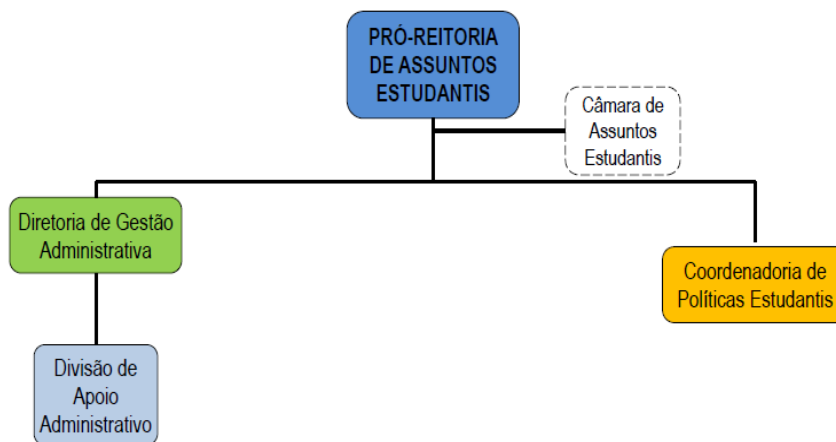 PRÓ-REITORIA
DE ASSUNTOS
ESTUDANTIS
Câmara de
Assuntos
Estudantis
Diretoria de Gestão
Administrativa
Coordenadoria de
Políticas Estudantis
Divisão de
Apoio
Administrativo